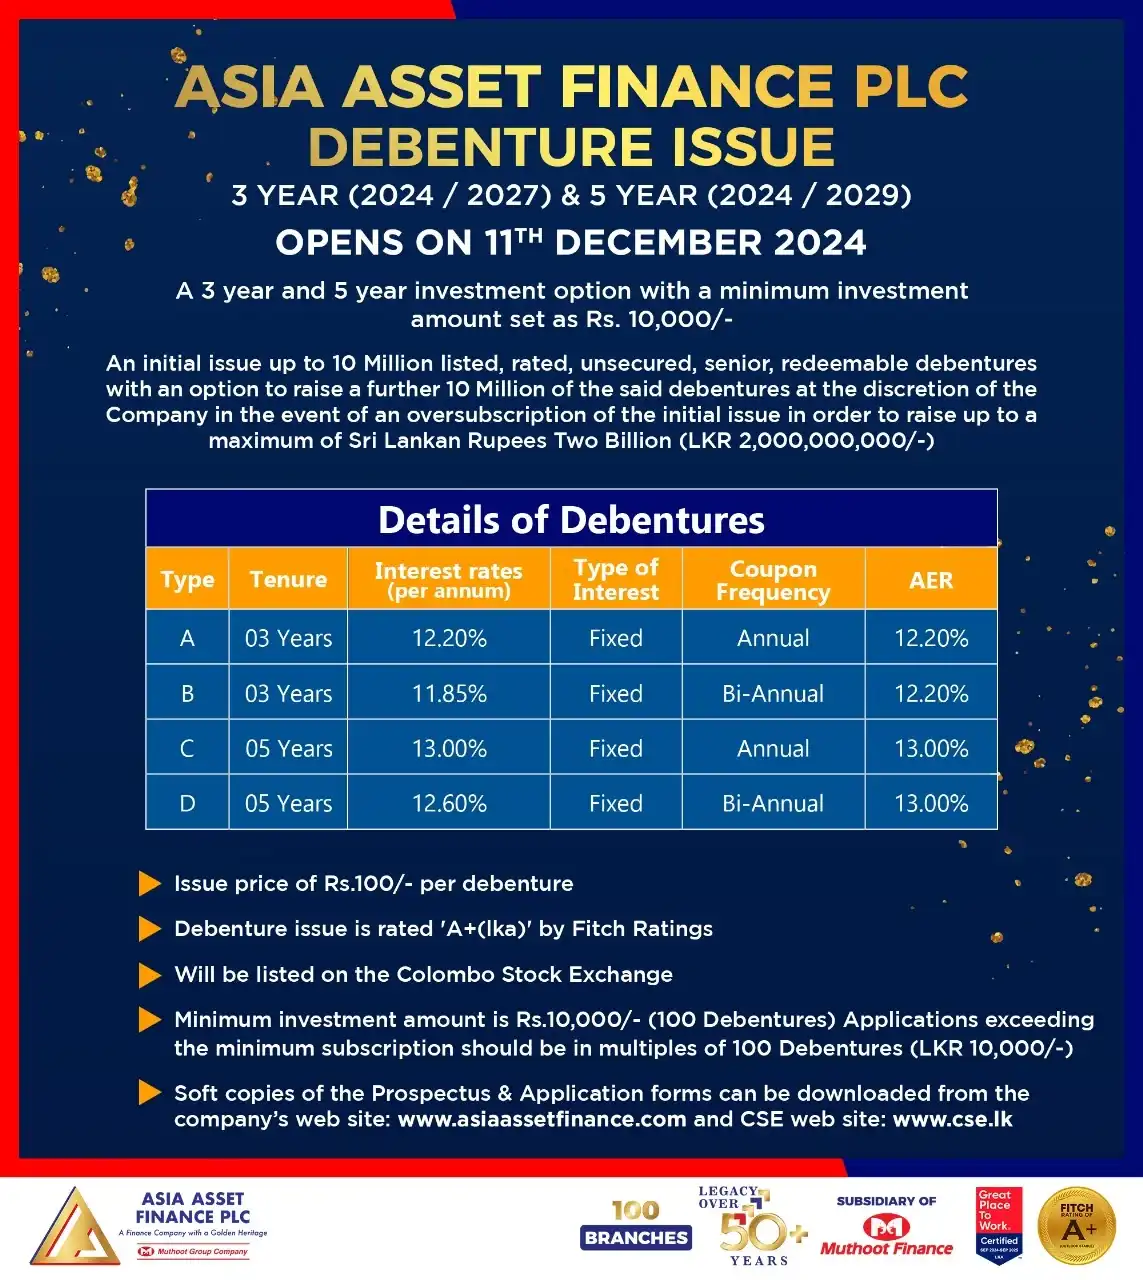 ASIA ASSET FINANCE PLC
DEBENTURE ISSUE
3 YEAR (2024 / 2027) & 5 YEAR (2024 / 2029)
OPENS ON 11TH DECEMBER 2024
A 3 year and 5 year investment option with a minimum investment
amount set as Rs. 10,000/-
An initial issue up to 10 Million listed, rated, unsecured, senior, redeemable debentures
with an option to raise a further 10 Million of the said debentures at the discretion of the
Company in the event of an oversubscription of the initial issue in order to raise up to a
maximum of Sri Lankan Rupees Two Billion (LKR 2,000,000,000/-)
Details of Debentures
Type Tenure Interest rates (per annum) Type of Interest Coupon Frequency AER
A 03 Years 12.20% Fixed Annual 12.20%
B 03 Years 11.85% Fixed Bi-Annual 12.20%
C 05 Years 13.00% Fixed Annual 13.00%
D 05 Years 12.60% Fixed Bi-Annual 13.00%
Issue price of Rs.100/- per debenture
Debenture issue is rated 'A+(lka)' by Fitch Ratings
Will be listed on the Colombo Stock Exchange
Minimum investment amount is Rs.10,000/- (100 Debentures) Applications exceeding
the minimum subscription should be in multiples of 100 Debentures (LKR 10,000/-)
Soft copies of the Prospectus & Application forms can be downloaded from the
company's web site: www.asiaassetfinance.com and CSE web site: www.cse.lk
ASIA ASSET
FINANCE PLC
A Finance Company with a Golden Heritage
Muthoot Group Company
100
BRANCHES
LEGACY
OVER
50+
YEARS
SUBSIDIARY OF
Muthoot Finance
Great
Place
To
Work.
Certified
SEP 2024-SEP 2025
LKA
FITCH
RATING OF
A+